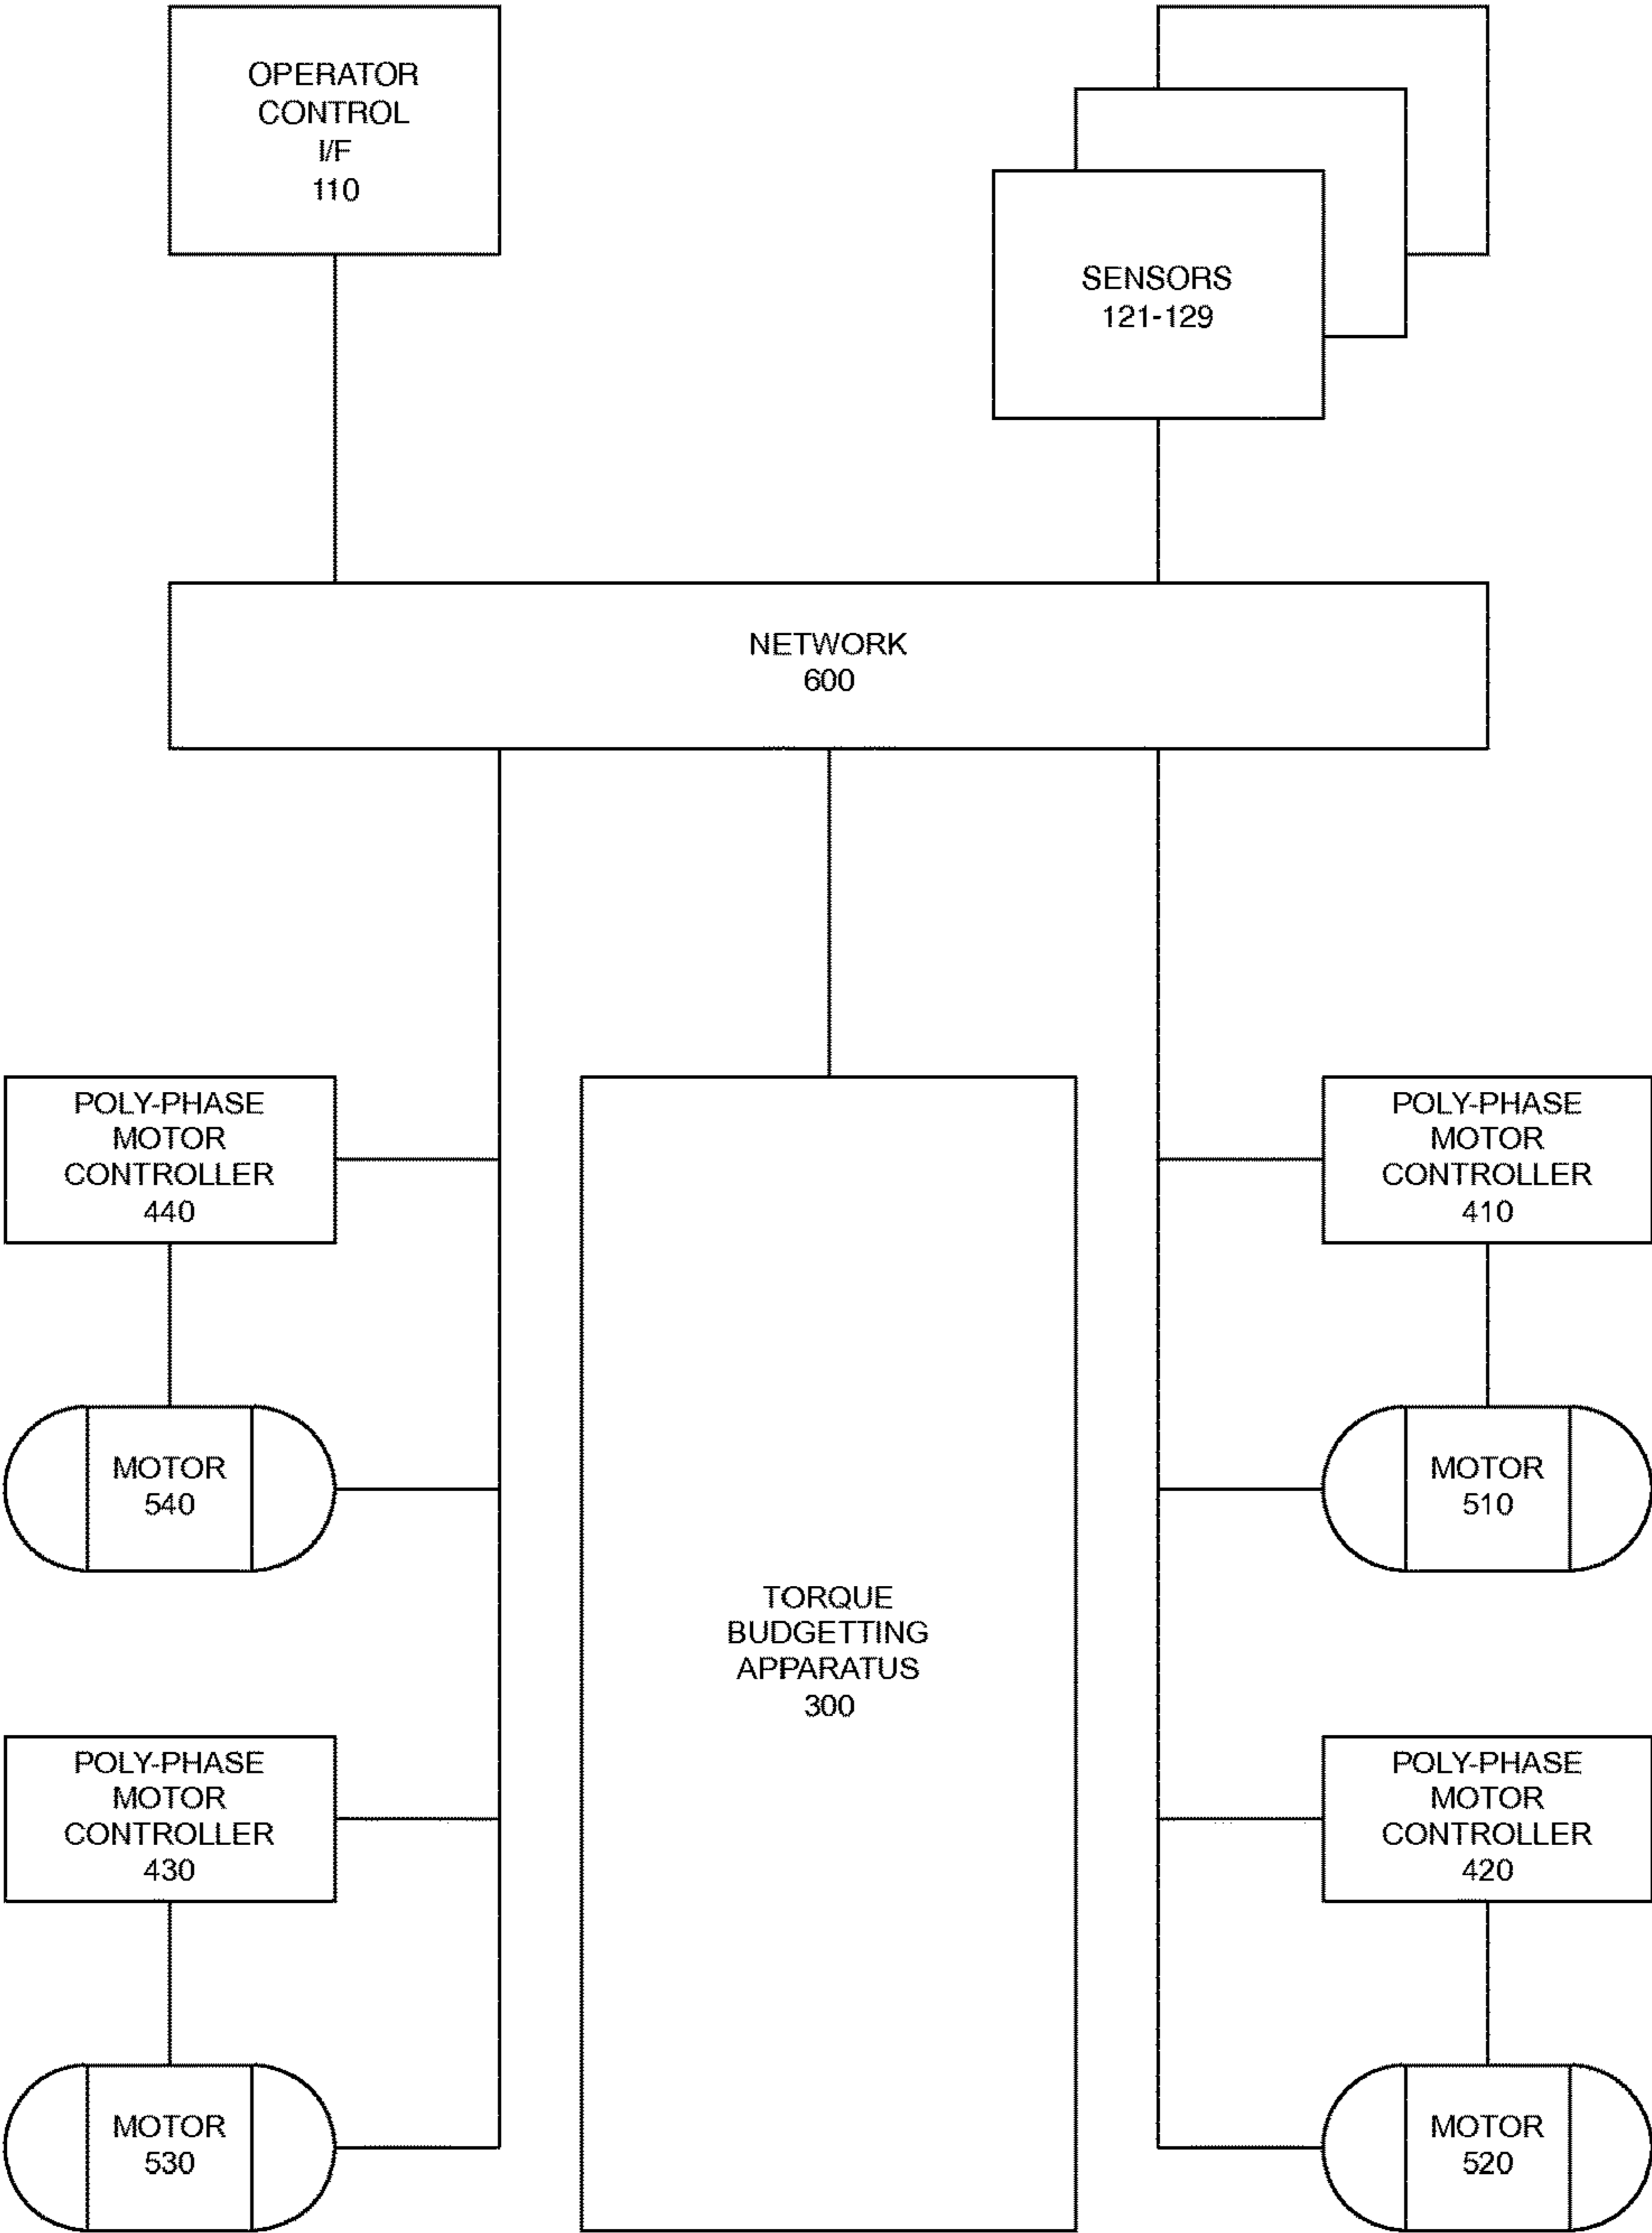 OPERATOR
CONTROL
I/F
110
SENSORS
121-129
NETWORK
600
POLY-PHASE
MOTOR
CONTROLLER
440
POLY-PHASE
MOTOR
CONTROLLER
410
MOTOR
540
MOTOR
510
TORQUE
BUDGETTING
APPARATUS
300
POLY-PHASE
MOTOR
CONTROLLER
430
POLY-PHASE
MOTOR
CONTROLLER
420
MOTOR
530
MOTOR
520